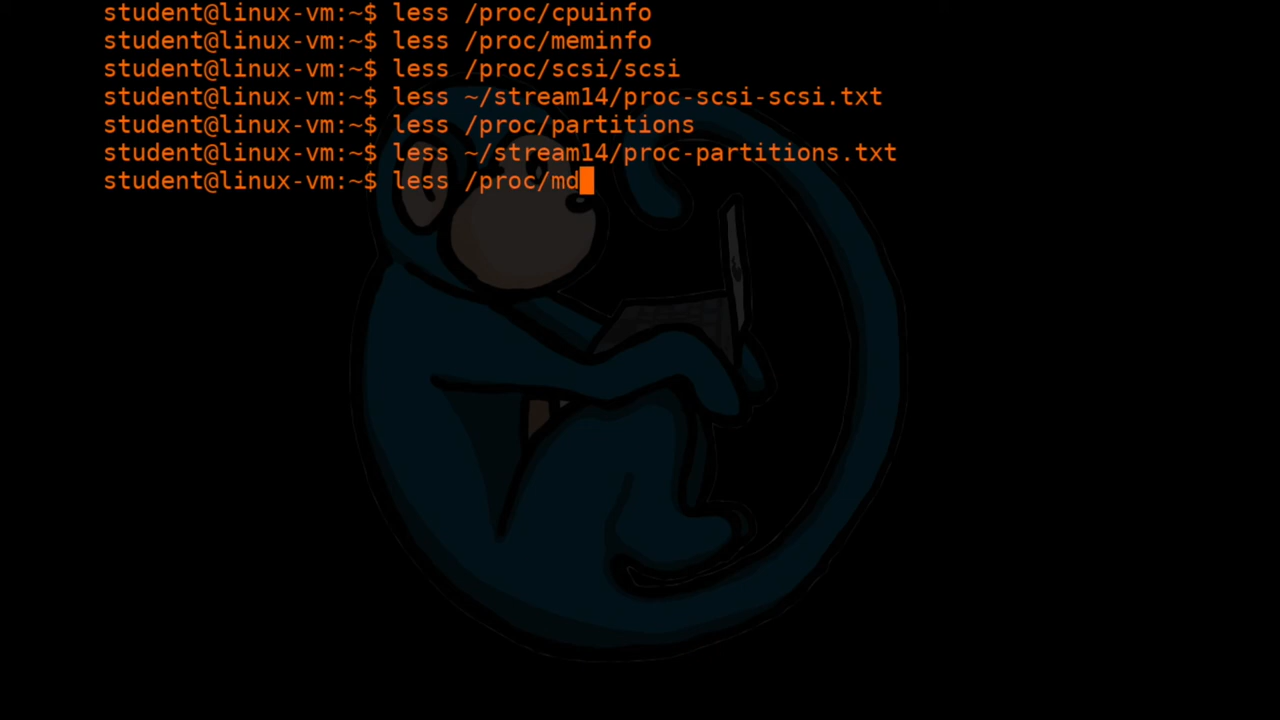 student@linux-vm:~$ less /proc/cpuinfo
student@linux-vm:~$ less /proc/meminfo
student@linux-vm:~$ less /proc/scsi/scsi
student@linux-vm:~$ less ~/stream14/proc-scsi-scsi.txt
student@linux-vm:~$ less /proc/partitions
student@linux-vm:~$ less ~/stream14/proc-partitions.txt
student@linux-vm:~$ less /proc/md